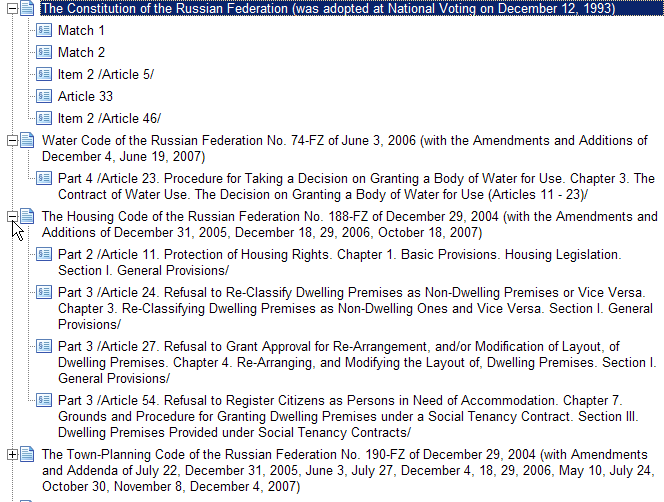 The Constitution of the Russian Federation (was adopted at National Voting on December 12, 1993)
Match 1
Match 2
Item 2 /Article 5/
Article 33
Item 2 /Article 46/
Water Code of the Russian Federation No. 74-FZ of June 3, 2006 (with the Amendments and Additions of
December 4, June 19, 2007)
Part 4 /Article 23. Procedure for Taking a Decision on Granting a Body of Water for Use. Chapter 3. The
Contract of Water Use. The Decision on Granting a Body of Water for Use (Articles 11 - 23)/
The Housing Code of the Russian Federation No. 188-FZ of December 29, 2004 (with the Amendments and
Additions of December 31, 2005, December 18, 29, 2006, October 18, 2007)
Part 2 /Article 11. Protection of Housing Rights. Chapter 1. Basic Provisions. Housing Legislation.
Section I. General Provisions/
Part 3 /Article 24. Refusal to Re-Classify Dwelling Premises as Non-Dwelling Premises or Vice Versa.
Chapter 3. Re-Classifying Dwelling Premises as Non-Dwelling Ones and Vice Versa. Section I. General
Provisions/
Part 3 /Article 27. Refusal to Grant Approval for Re-Arrangement, and/or Modification of Layout, of
Dwelling Premises. Chapter 4. Re-Arranging, and Modifying the Layout of, Dwelling Premises. Section I.
General Provisions/
Part 3 /Article 54. Refusal to Register Citizens as Persons in Need of Accommodation. Chapter 7.
Grounds and Procedure for Granting Dwelling Premises under a Social Tenancy Contract. Section III.
Dwelling Premises Provided under Social Tenancy Contracts/
The Town-Planning Code of the Russian Federation No. 190-FZ of December 29, 2004 (with Amendments
and Addenda of July 22, December 31, 2005, June 3, July 27, December 4, 18, 29, 2006, May 10, July 24,
October 30, November 8, December 4, 2007)